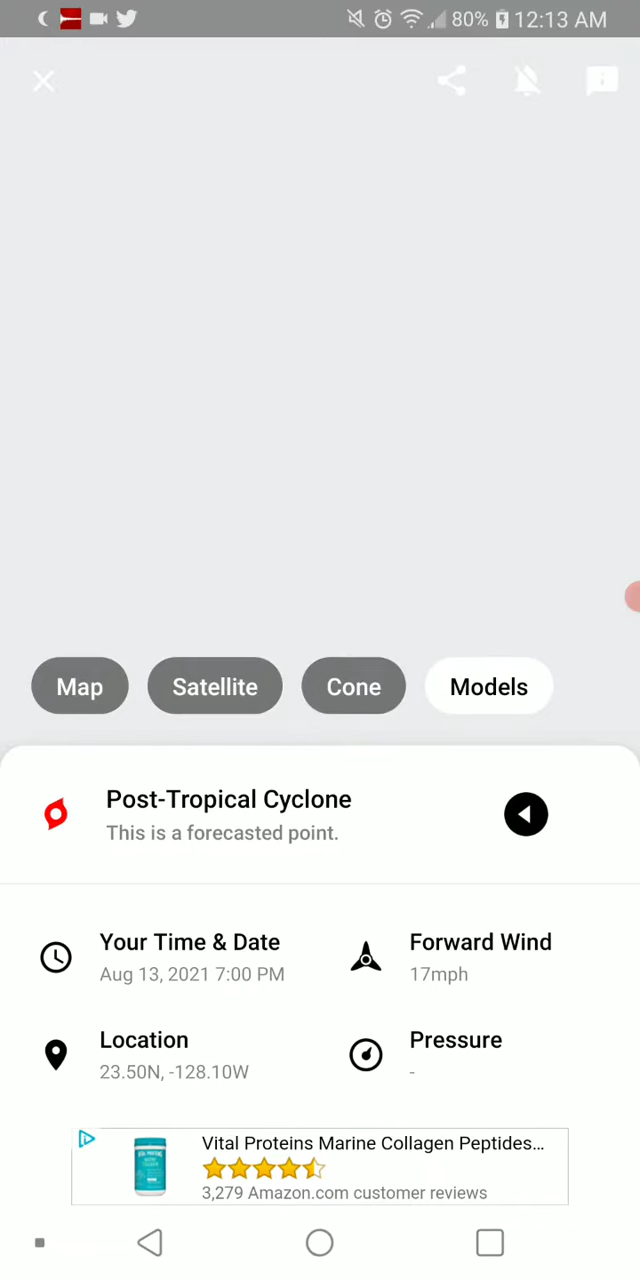 80% 12:13 AM
Map Satellite Cone Models
Post-Tropical Cyclone
This is a forecasted point.
Your Time & Date
Aug 13, 2021 7:00 PM
Forward Wind
17mph
Location
23.50N, -128.10W
Pressure
-
Vital Proteins Marine Collagen Peptides...
3,279 Amazon.com customer reviews